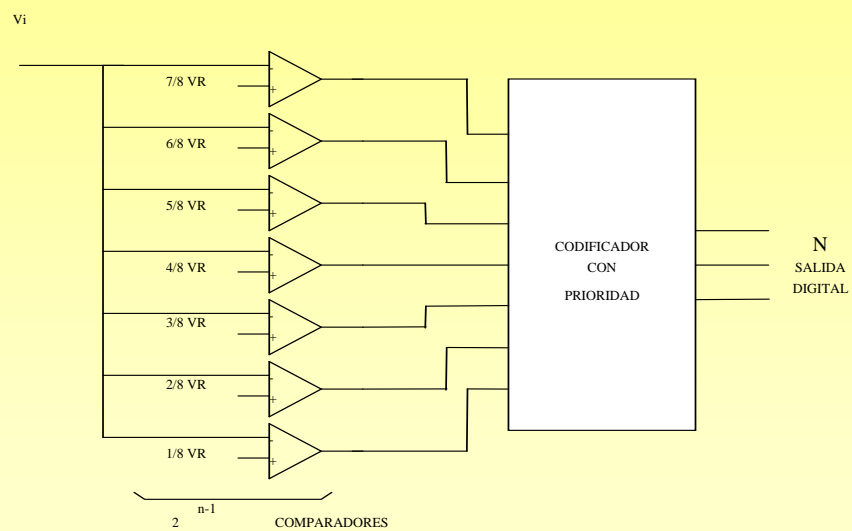 Vi
7/8 VR
6/8 VR
5/8 VR
4/8 VR
3/8 VR
2/8 VR
1/8 VR
-
+
-
+
-
+
-
+
-
+
-
+
-
+
CODIFICADOR
CON
PRIORIDAD
N
SALIDA
DIGITAL
n-1
2 COMPARADORES